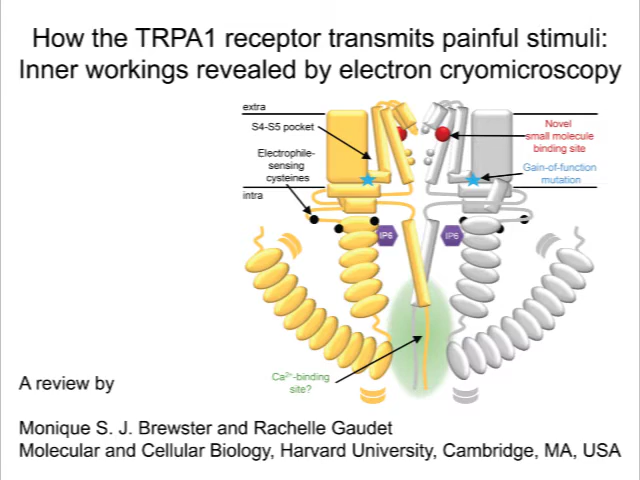 How the TRPA1 receptor transmits painful stimuli:
Inner workings revealed by electron cryomicroscopy
extra
S4-S5 pocket
Electrophile-
sensing
cysteines
intra
Novel
small molecule
binding site
Gain-of-function
mutation
IP6
IP6
Ca²⁺-binding
site?
A review by
Monique S. J. Brewster and Rachelle Gaudet
Molecular and Cellular Biology, Harvard University, Cambridge, MA, USA